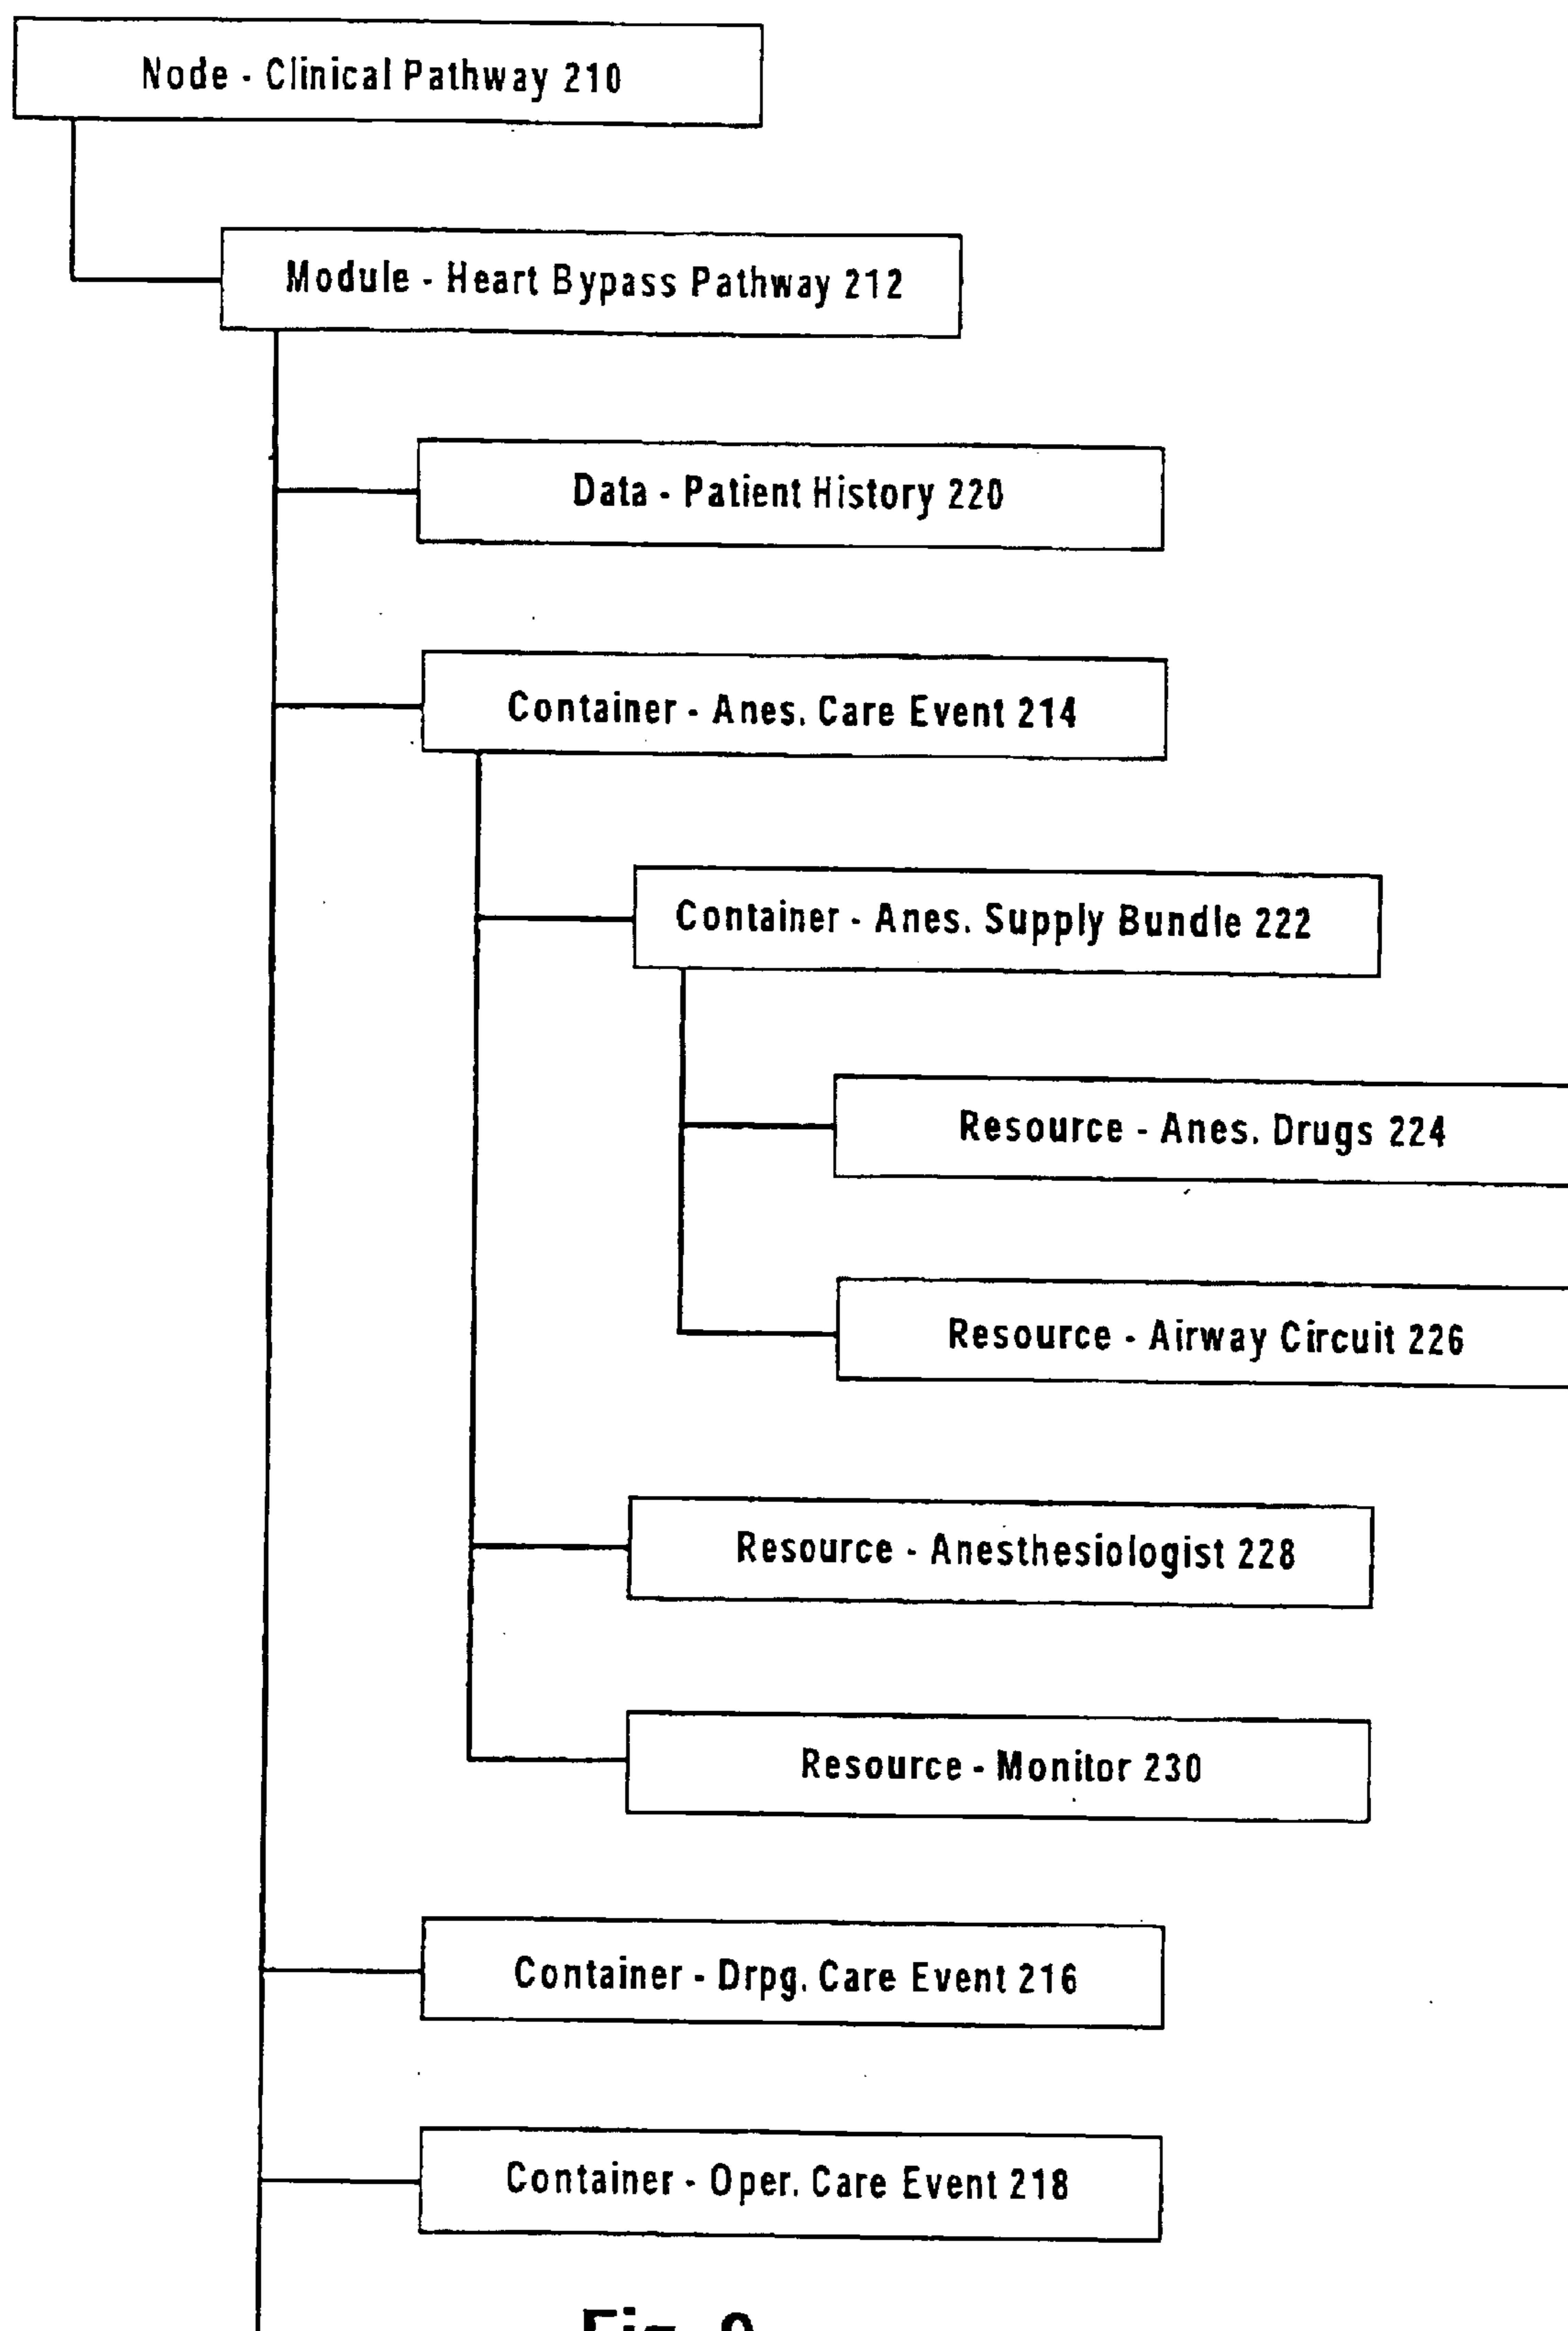 Node - Clinical Pathway 210
Module - Heart Bypass Pathway 212
Data - Patient History 220
Container - Anes. Care Event 214
Container - Anes. Supply Bundle 222
Resource - Anes. Drugs 224
Resource - Airway Circuit 226
Resource - Anesthesiologist 228
Resource - Monitor 230
Container - Drpg. Care Event 216
Container - Oper. Care Event 218
Fig.